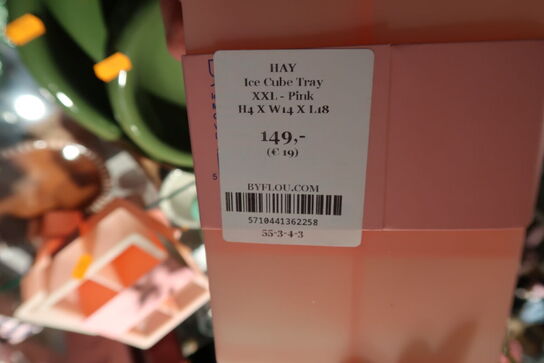 HAY
Ice Cube Tray
XXL - Pink
H4 X W14 X L18
149,-
(€ 19)
BYFLOU.COM
5710441362258
55-3-4-3